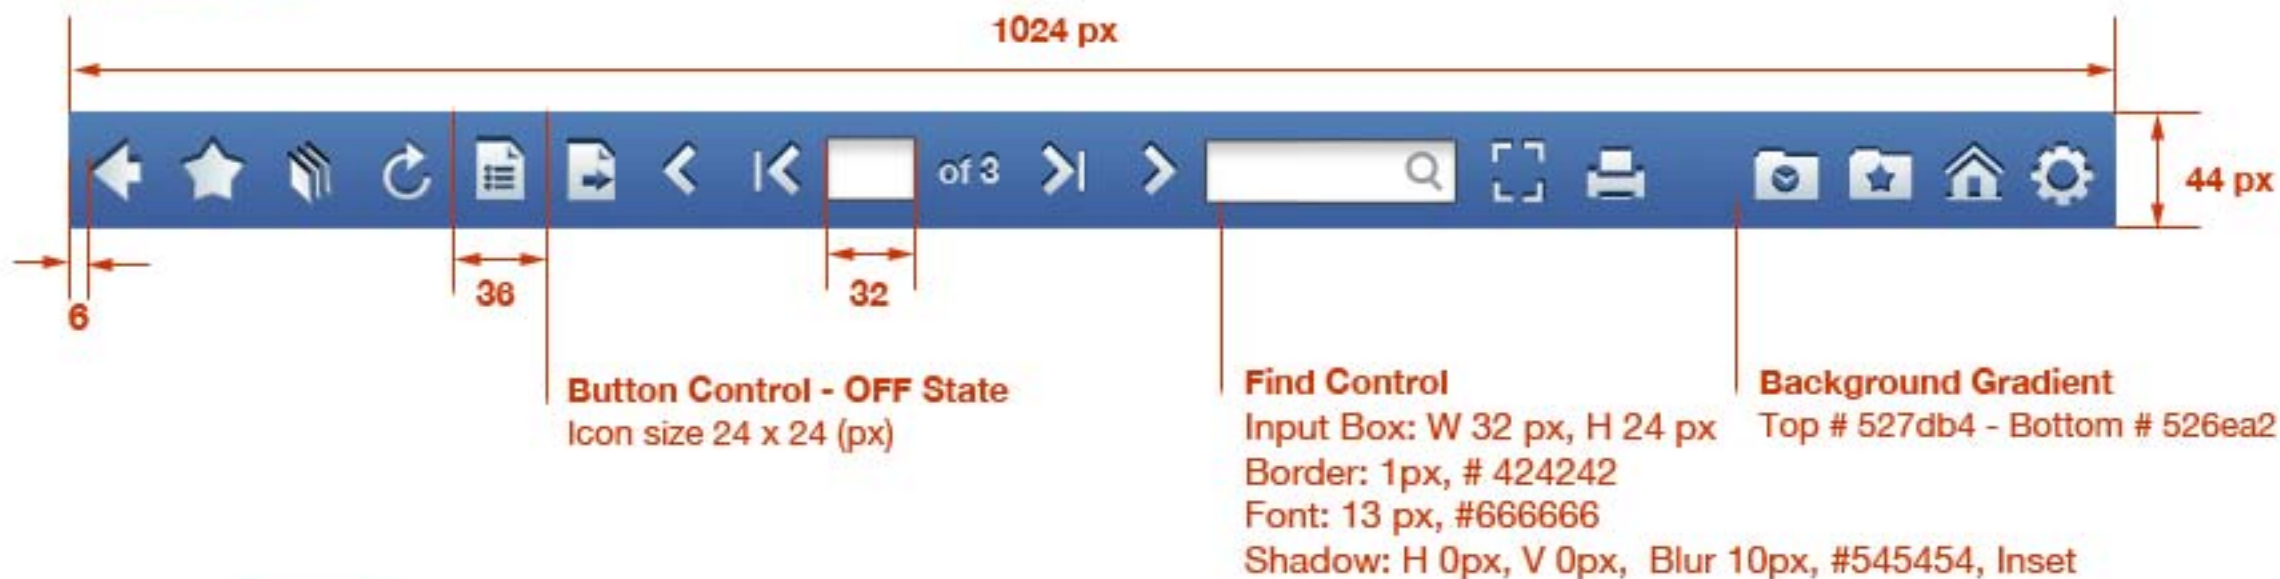 1024 px
of 3
44 px
6
36
32
Button Control - OFF State
Icon size 24 x 24 (px)
Find Control
Input Box: W 32 px, H 24 px
Border: 1px, # 424242
Font: 13 px, #666666
Shadow: H 0px, V 0px, Blur 10px, #545454, Inset
Background Gradient
Top # 527db4 - Bottom # 526ea2